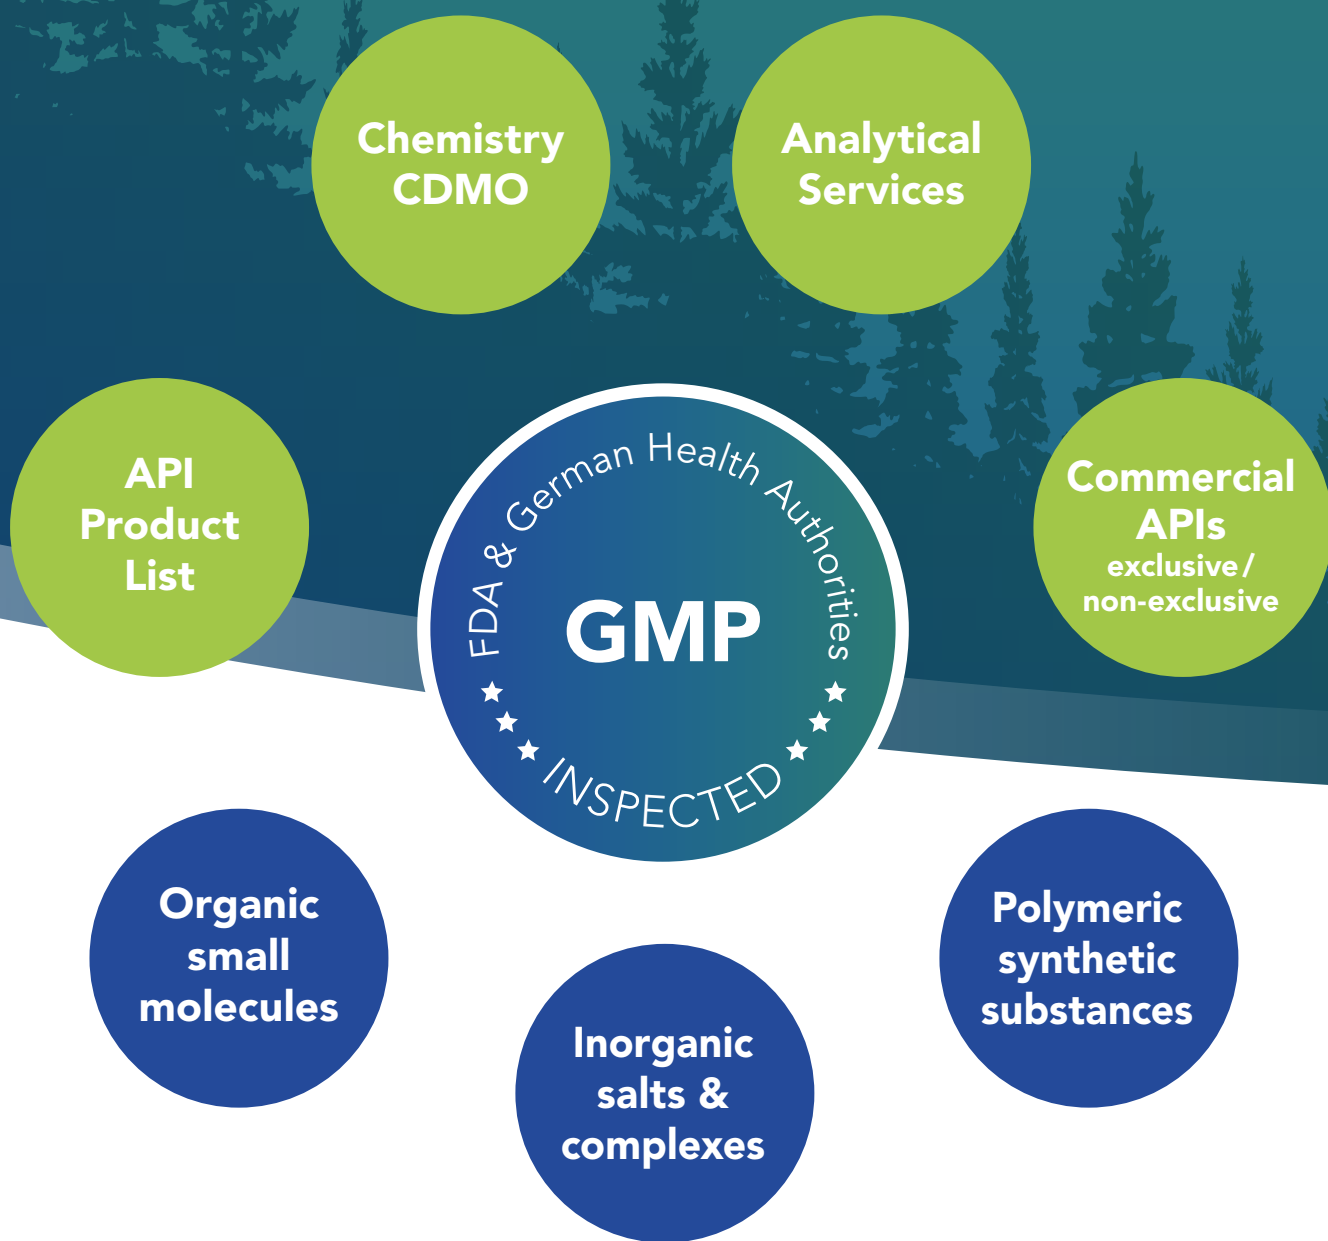 Chemistry
CDMO
Analytical
Services
API
Product
List
FDA & German Health Authorities
GMP
INSPECTED
Commercial
APIs
exclusive /
non-exclusive
Organic
small
molecules
Inorganic
salts &
complexes
Polymeric
synthetic
substances